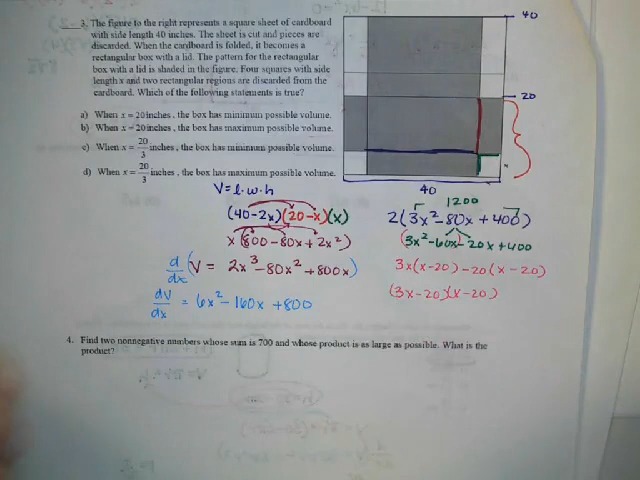 3. The figure to the right represents a square sheet of cardboard
with side length 40 inches. The sheet is cut and pieces are
discarded. When the cardboard is folded, it becomes a
rectangular box with a lid. The pattern for the rectangular
box with a lid is shaded in the figure. Four squares with side
length x and two rectangular regions are discarded from the
cardboard. Which of the following statements is true?
a) When x = 20 inches, the box has minimum possible volume.
b) When x = 20 inches, the box has maximum possible volume.
c) When x = 20/3 inches, the box has minimum possible volume.
d) When x = 20/3 inches, the box has maximum possible volume.
40
20
x
40
V = l·w·h
(40-2x)(20-x)(x)
x(800-80x+2x²)
d/dx (V = 2x³-80x²+800x)
dV/dx = 6x²-160x+800
1200
2(3x²-80x+400)
(3x²-60x)-20x+400
3x(x-20)-20(x-20)
(3x-20)(x-20)
4. Find two nonnegative numbers whose sum is 700 and whose product is as large as possible. What is the
product?